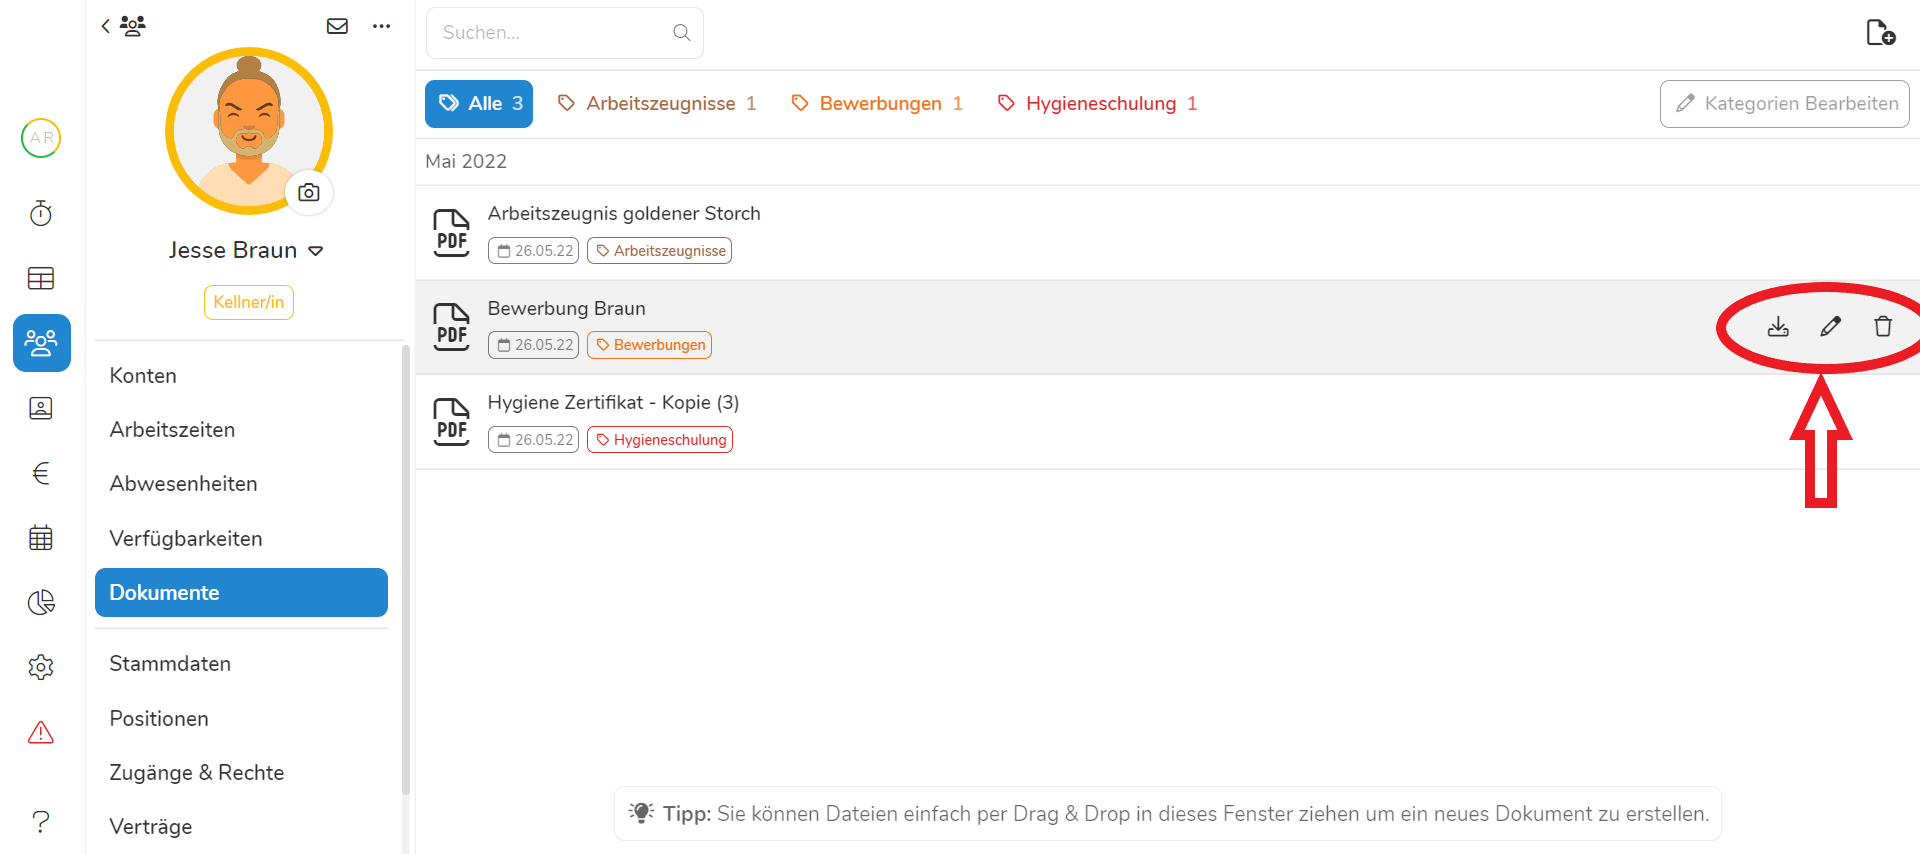 Suchen...
Alle 3
Arbeitszeugnisse 1
Bewerbungen 1
Hygieneschulung 1
Kategorien Bearbeiten
AR
Jesse Braun
Kellner/in
Konten
Arbeitszeiten
Abwesenheiten
Verfügbarkeiten
Dokumente
Stammdaten
Positionen
Zugänge & Rechte
Verträge
?
Mai 2022
Arbeitszeugnis goldener Storch
PDF
26.05.22 Arbeitszeugnisse
Bewerbung Braun
PDF
26.05.22 Bewerbungen
Hygiene Zertifikat - Kopie (3)
PDF
26.05.22 Hygieneschulung
Tipp: Sie können Dateien einfach per Drag & Drop in dieses Fenster ziehen um ein neues Dokument zu erstellen.